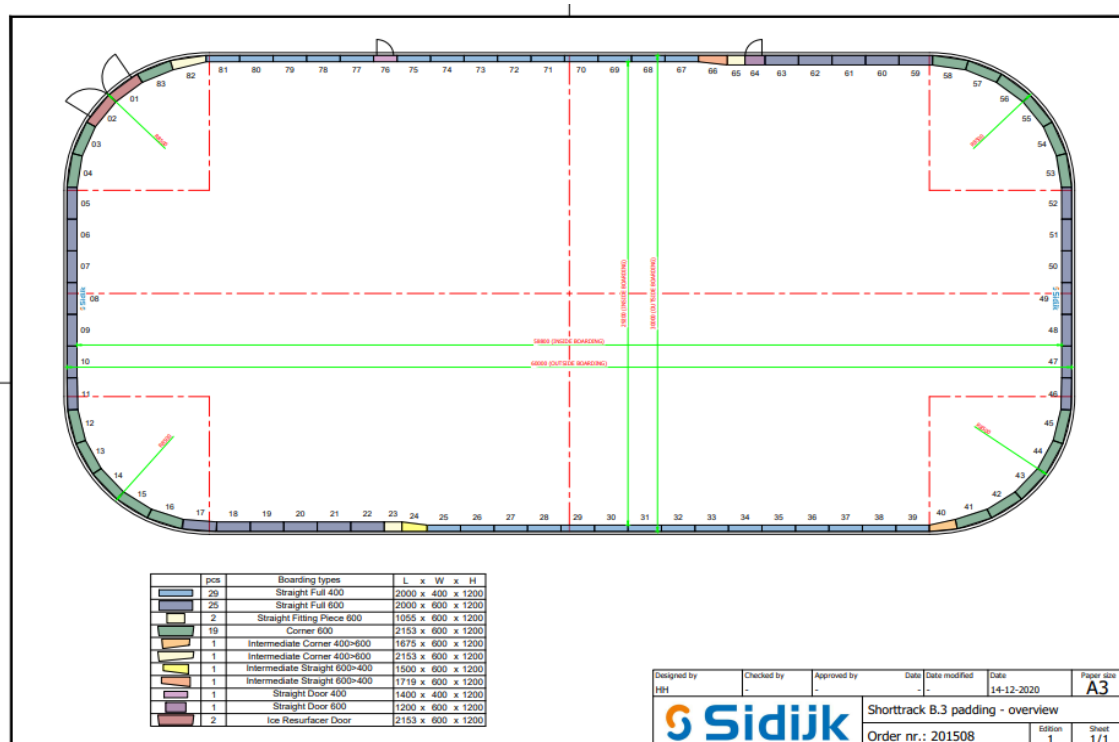 82 81 80 79 78 77 76 75 74 73 72 71 70 69 68 67 66 65 64 63 62 61 60 59 58
83 57
01 56
02 55
03 54
04 53
05 52
06 51
07 50
08 Sidijk 49 Sidijk
09 48
10 47
11 46
12 45
13 44
14 43
15 42
16 41
17 18 19 20 21 22 23 24 25 26 27 28 29 30 31 32 33 34 35 36 37 38 39 40
(INSIDE BOARDING)
(OUTSIDE BOARDING)
58800 (INSIDE BOARDING)
60000 (OUTSIDE BOARDING)
pcs Boarding types L x W x H
29 Straight Full 400 2000 x 400 x 1200
25 Straight Full 600 2000 x 600 x 1200
2 Straight Fitting Piece 600 1055 x 600 x 1200
19 Corner 600 2153 x 600 x 1200
1 Intermediate Corner 400>600 1675 x 600 x 1200
1 Intermediate Corner 400>600 2153 x 600 x 1200
1 Intermediate Straight 600>400 1500 x 600 x 1200
1 Intermediate Straight 600>400 1719 x 600 x 1200
1 Straight Door 400 1400 x 400 x 1200
1 Straight Door 600 1200 x 600 x 1200
2 Ice Resurfacer Door 2153 x 600 x 1200
Designed by Checked by Approved by Date Date modified Date Paper size
HH - - - - 14-12-2020 A3
Sidijk
Shorttrack B.3 padding - overview
Order nr.: 201508
Edition Sheet
1 1/1